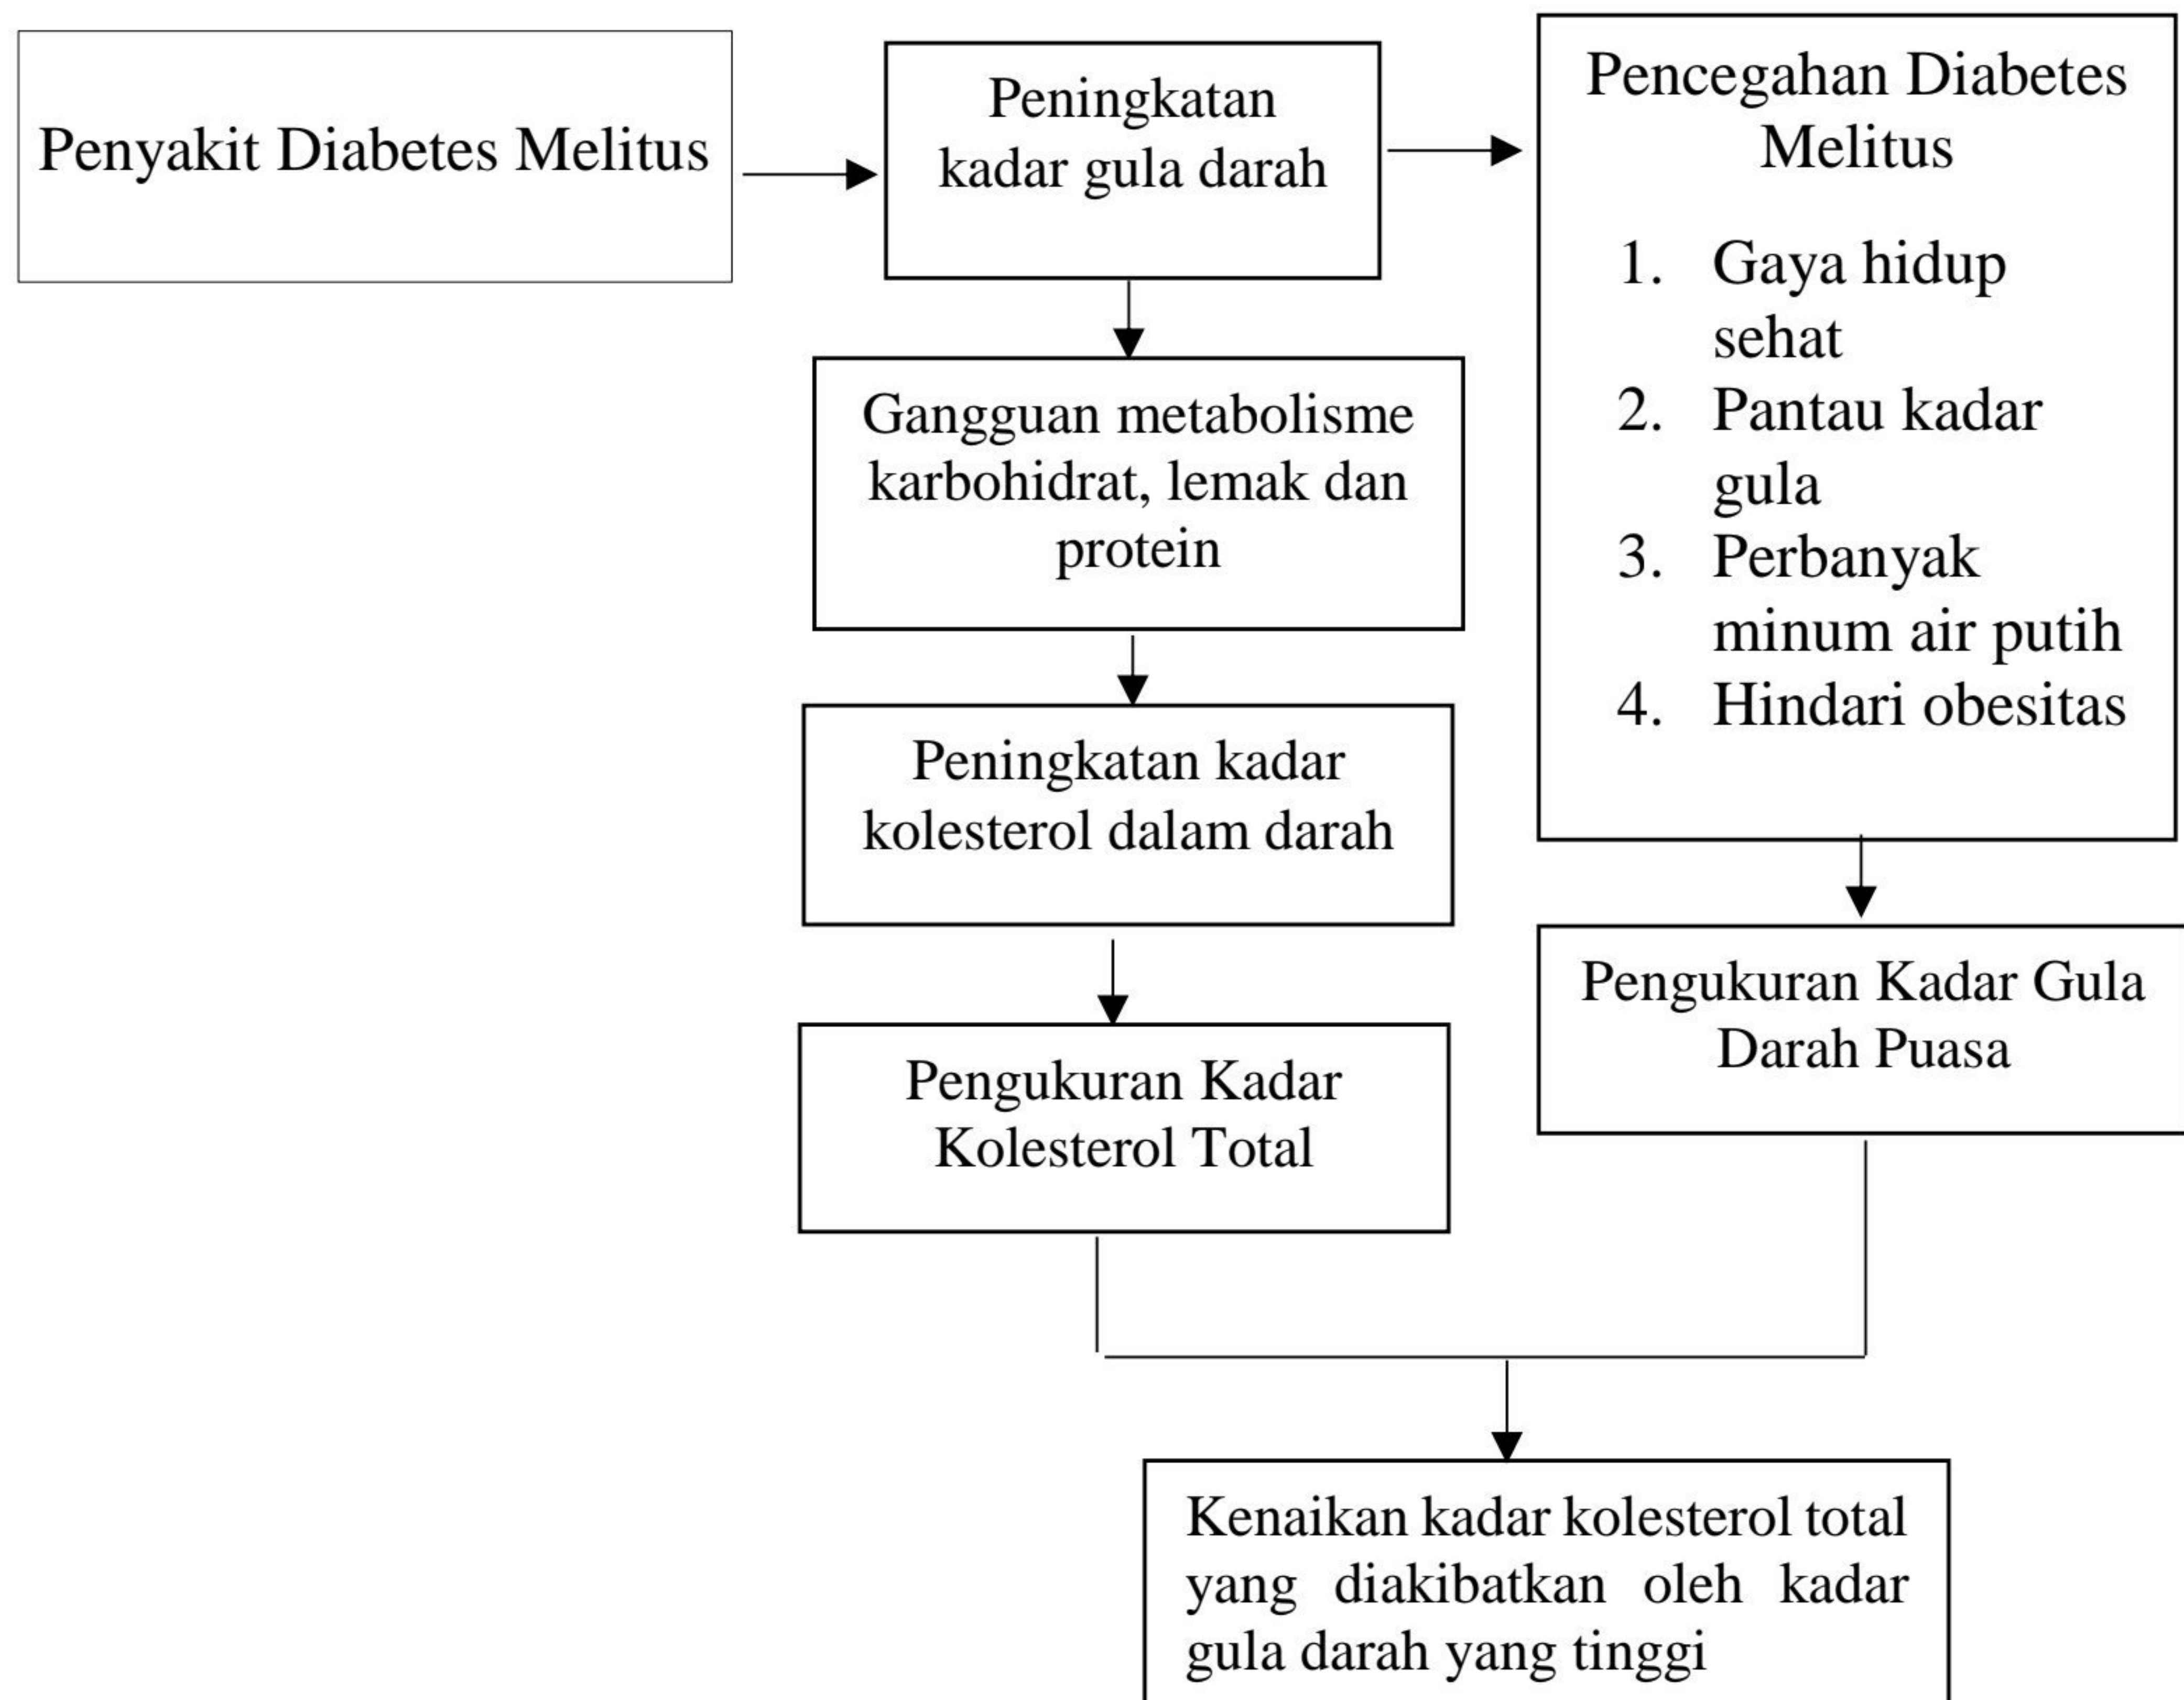 Penyakit Diabetes Melitus
Peningkatan
kadar gula darah
Pencegahan Diabetes
Melitus
1. Gaya hidup
sehat
2. Pantau kadar
gula
3. Perbanyak
minum air putih
4. Hindari obesitas
Gangguan metabolisme
karbohidrat, lemak dan
protein
Peningkatan kadar
kolesterol dalam darah
Pengukuran Kadar
Kolesterol Total
Pengukuran Kadar Gula
Darah Puasa
Kenaikan kadar kolesterol total
yang diakibatkan oleh kadar
gula darah yang tinggi